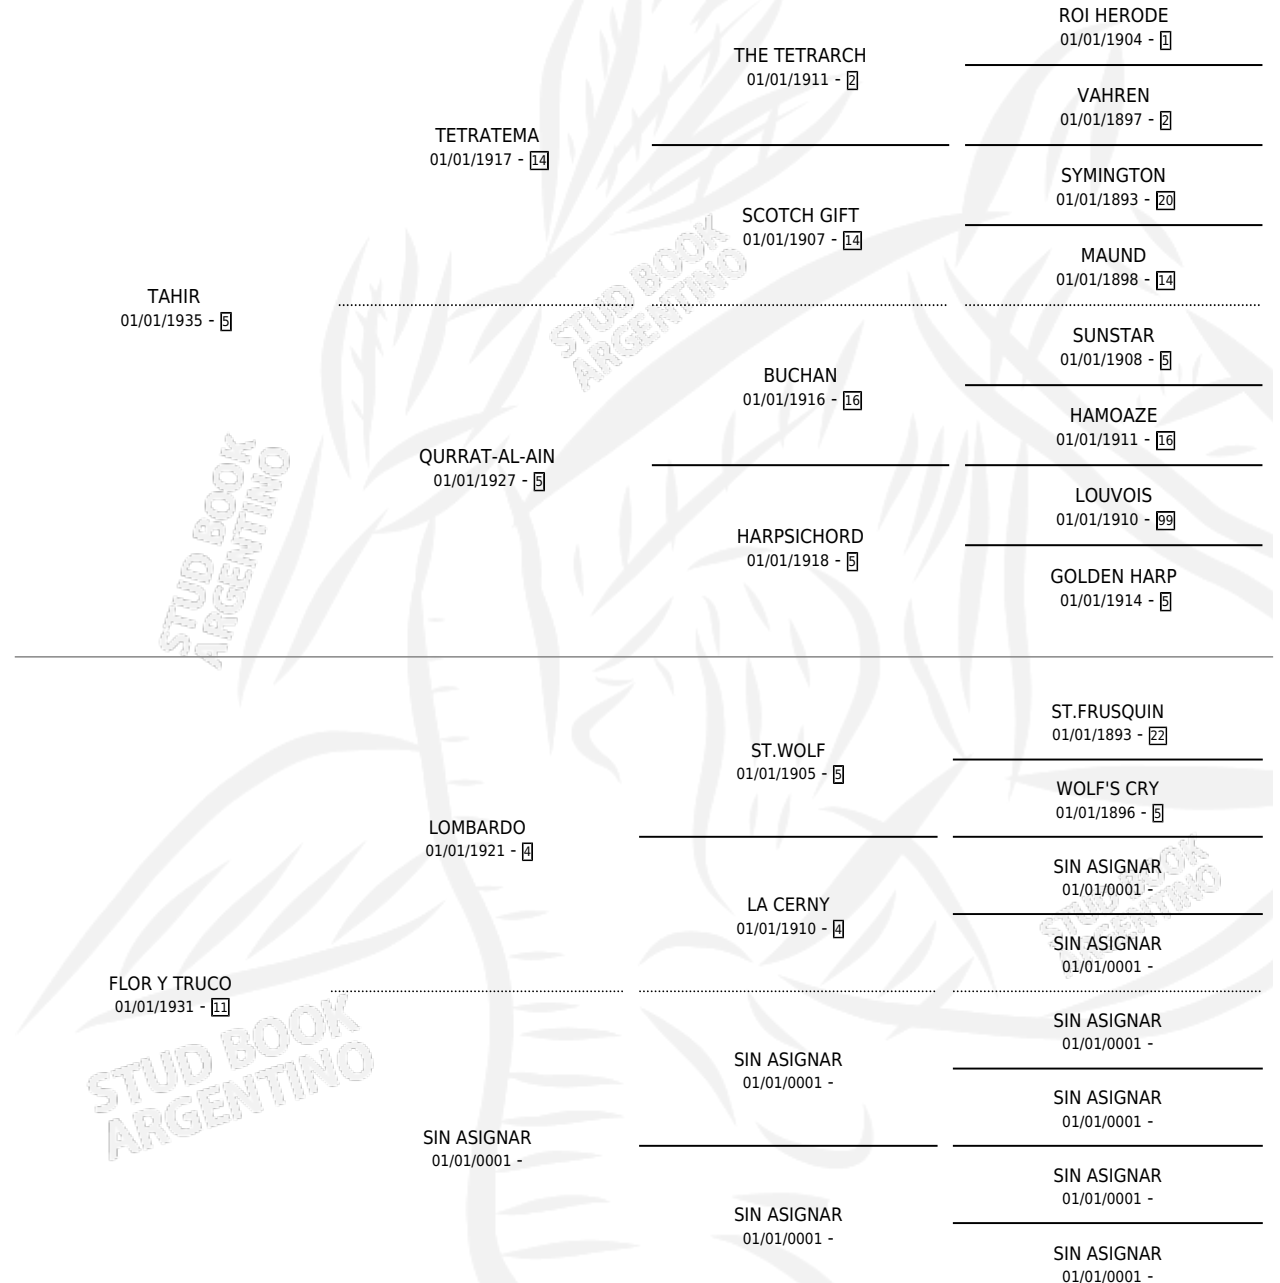 ROI HERODE
01/01/1904 - 1
THE TETRARCH
01/01/1911 - 2
VAHREN
01/01/1897 - 2
TETRATEMA
01/01/1917 - 14
SYMINGTON
01/01/1893 - 20
SCOTCH GIFT
01/01/1907 - 14
MAUND
01/01/1898 - 14
TAHIR
01/01/1935 - 5
SUNSTAR
01/01/1908 - 5
BUCHAN
01/01/1916 - 16
HAMOAZE
01/01/1911 - 16
QURRAT-AL-AIN
01/01/1927 - 5
LOUVOIS
01/01/1910 - 99
HARPSICHORD
01/01/1918 - 5
GOLDEN HARP
01/01/1914 - 5
STUD BOOK
ARGENTINO
STUD BOOK
ARGENTINO
ST.FRUSQUIN
01/01/1893 - 22
ST.WOLF
01/01/1905 - 5
WOLF'S CRY
01/01/1896 - 5
LOMBARDO
01/01/1921 - 4
SIN ASIGNAR
01/01/0001 -
LA CERNY
01/01/1910 - 4
SIN ASIGNAR
01/01/0001 -
STUD BOOK
ARGENTINO
FLOR Y TRUCO
01/01/1931 - 11
SIN ASIGNAR
01/01/0001 -
SIN ASIGNAR
01/01/0001 -
SIN ASIGNAR
01/01/0001 -
STUD BOOK
ARGENTINO
SIN ASIGNAR
01/01/0001 -
SIN ASIGNAR
01/01/0001 -
SIN ASIGNAR
01/01/0001 -
SIN ASIGNAR
01/01/0001 -